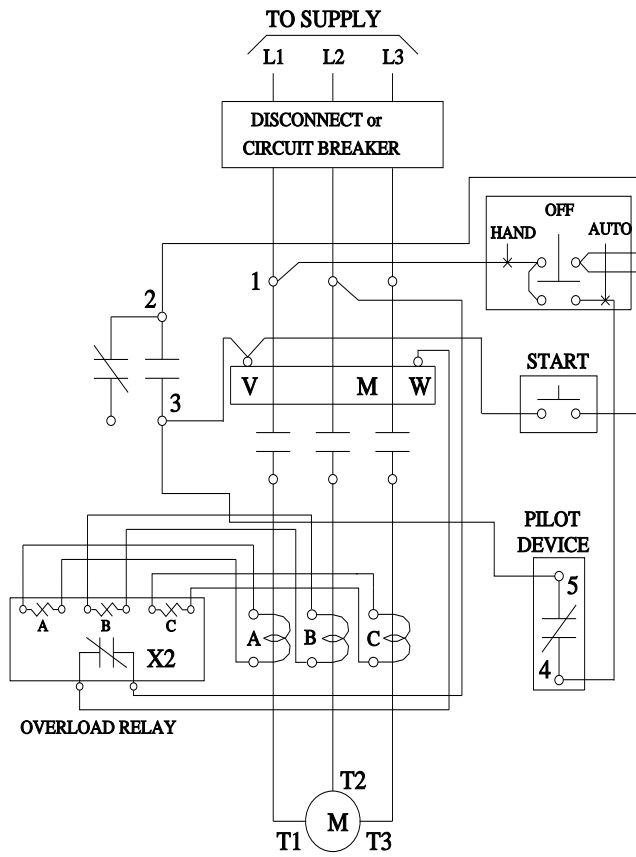 TO SUPPLY
L1 L2 L3
DISCONNECT or
CIRCUIT BREAKER
OFF
HAND AUTO
1
2
START
V M W
3
PILOT
DEVICE
5
A B C
A B C
X2
4
OVERLOAD RELAY
T2
M
T1 T3